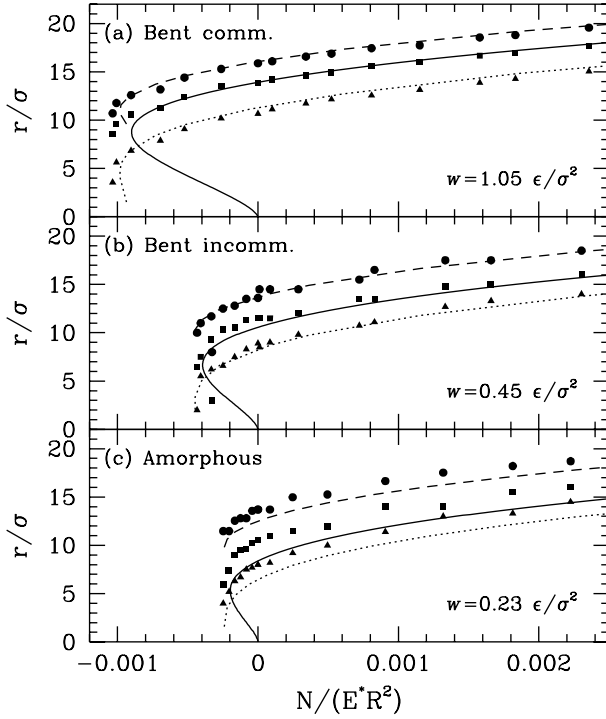 20
(a) Bent comm.
15
r/σ
10
5
w=1.05 ϵ/σ²
0
20
(b) Bent incomm.
15
r/σ
10
5
w=0.45 ϵ/σ²
0
20
(c) Amorphous
15
r/σ
10
5
w=0.23 ϵ/σ²
0
−0.001 0 0.001 0.002
N/(E*R²)